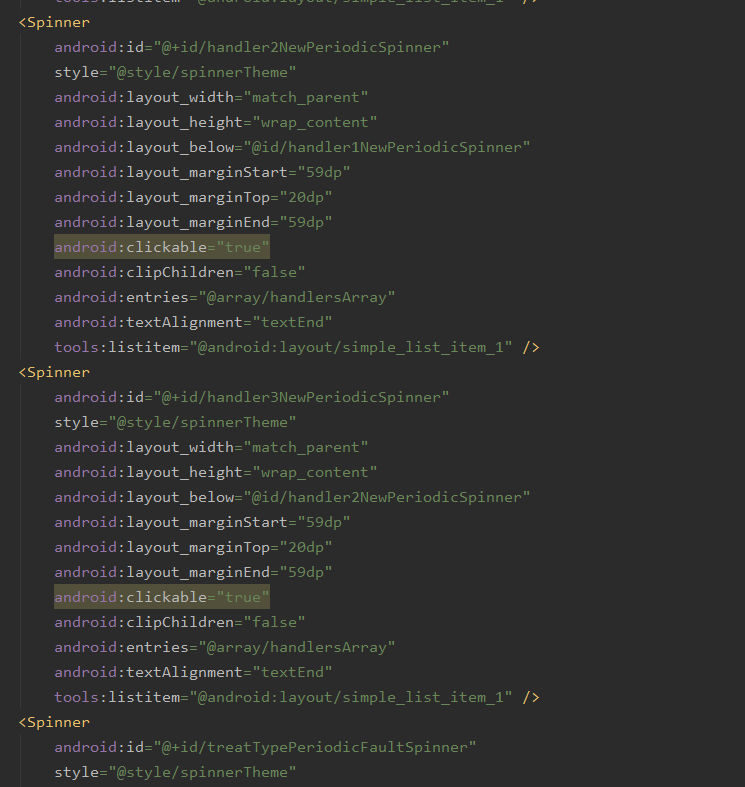 tools:listitem="@android:layout/simple_list_item_1" />
<Spinner
android:id="@+id/handler2NewPeriodicSpinner"
style="@style/spinnerTheme"
android:layout_width="match_parent"
android:layout_height="wrap_content"
android:layout_below="@id/handler1NewPeriodicSpinner"
android:layout_marginStart="59dp"
android:layout_marginTop="20dp"
android:layout_marginEnd="59dp"
android:clickable="true"
android:clipChildren="false"
android:entries="@array/handlersArray"
android:textAlignment="textEnd"
tools:listitem="@android:layout/simple_list_item_1" />
<Spinner
android:id="@+id/handler3NewPeriodicSpinner"
style="@style/spinnerTheme"
android:layout_width="match_parent"
android:layout_height="wrap_content"
android:layout_below="@id/handler2NewPeriodicSpinner"
android:layout_marginStart="59dp"
android:layout_marginTop="20dp"
android:layout_marginEnd="59dp"
android:clickable="true"
android:clipChildren="false"
android:entries="@array/handlersArray"
android:textAlignment="textEnd"
tools:listitem="@android:layout/simple_list_item_1" />
<Spinner
android:id="@+id/treatTypePeriodicFaultSpinner"
style="@style/spinnerTheme"